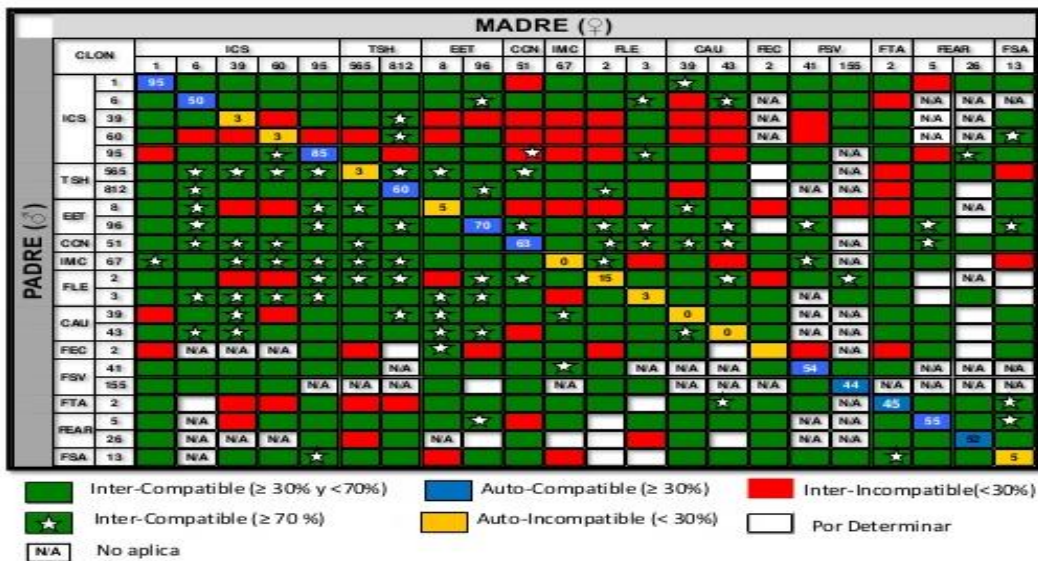 MADRE (♀)
CLON ICS TSH EET CCN IMC FLE CAU FEC FSV FTA FEAR FSA
1 6 39 60 95 565 812 8 96 51 67 2 3 39 43 2 41 155 2 5 26 13
PADRE (♂)
ICS
1 95
6 50 N/A N/A N/A N/A
39 3 N/A N/A N/A
60 3 N/A N/A N/A
95 85 N/A
TSH
565 3 N/A
812 60 N/A N/A
EET
8 5 N/A
96 70
CCN
51 63 N/A
IMC
67 0 N/A
FLE
2 15 N/A
3 3 N/A
CAU
39 0 N/A N/A
43 0 N/A N/A
FEC
2 N/A N/A N/A N/A
FSV
41 N/A N/A N/A N/A N/A 54 N/A N/A N/A
155 N/A N/A N/A N/A N/A N/A N/A 44 N/A N/A N/A N/A
FTA
2 N/A 45
FEAR
5 N/A N/A N/A 55
26 N/A N/A N/A N/A N/A N/A 52
FSA
13 N/A 5
Inter-Compatible (≥ 30% y <70%) Auto-Compatible (≥ 30%) Inter-Incompatible(<30%)
Inter-Compatible (≥ 70 %) Auto-Incompatible (< 30%) Por Determinar
N/A No aplica